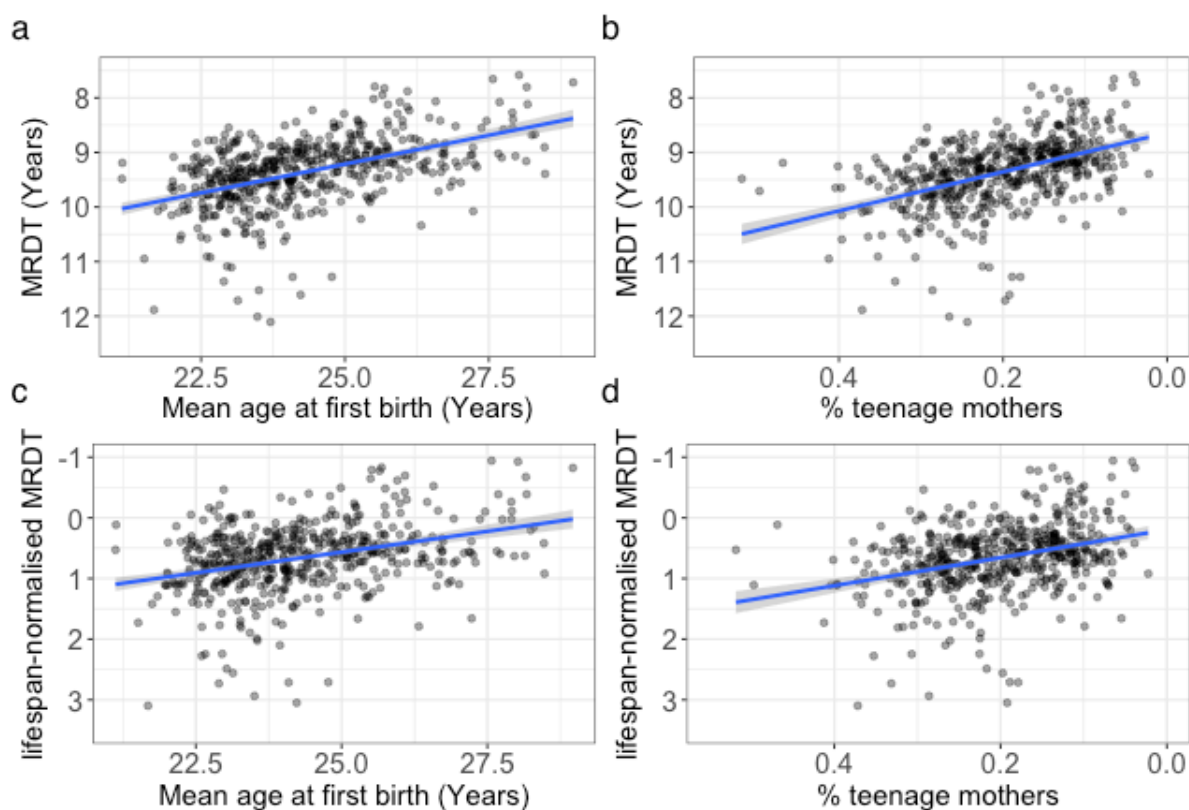 a
b
MRDT (Years)
8
9
10
11
12
22.5 25.0 27.5
Mean age at first birth (Years)
MRDT (Years)
8
9
10
11
12
0.4 0.2 0.0
% teenage mothers
c
d
lifespan-normalised MRDT
-1
0
1
2
3
22.5 25.0 27.5
Mean age at first birth (Years)
lifespan-normalised MRDT
-1
0
1
2
3
0.4 0.2 0.0
% teenage mothers